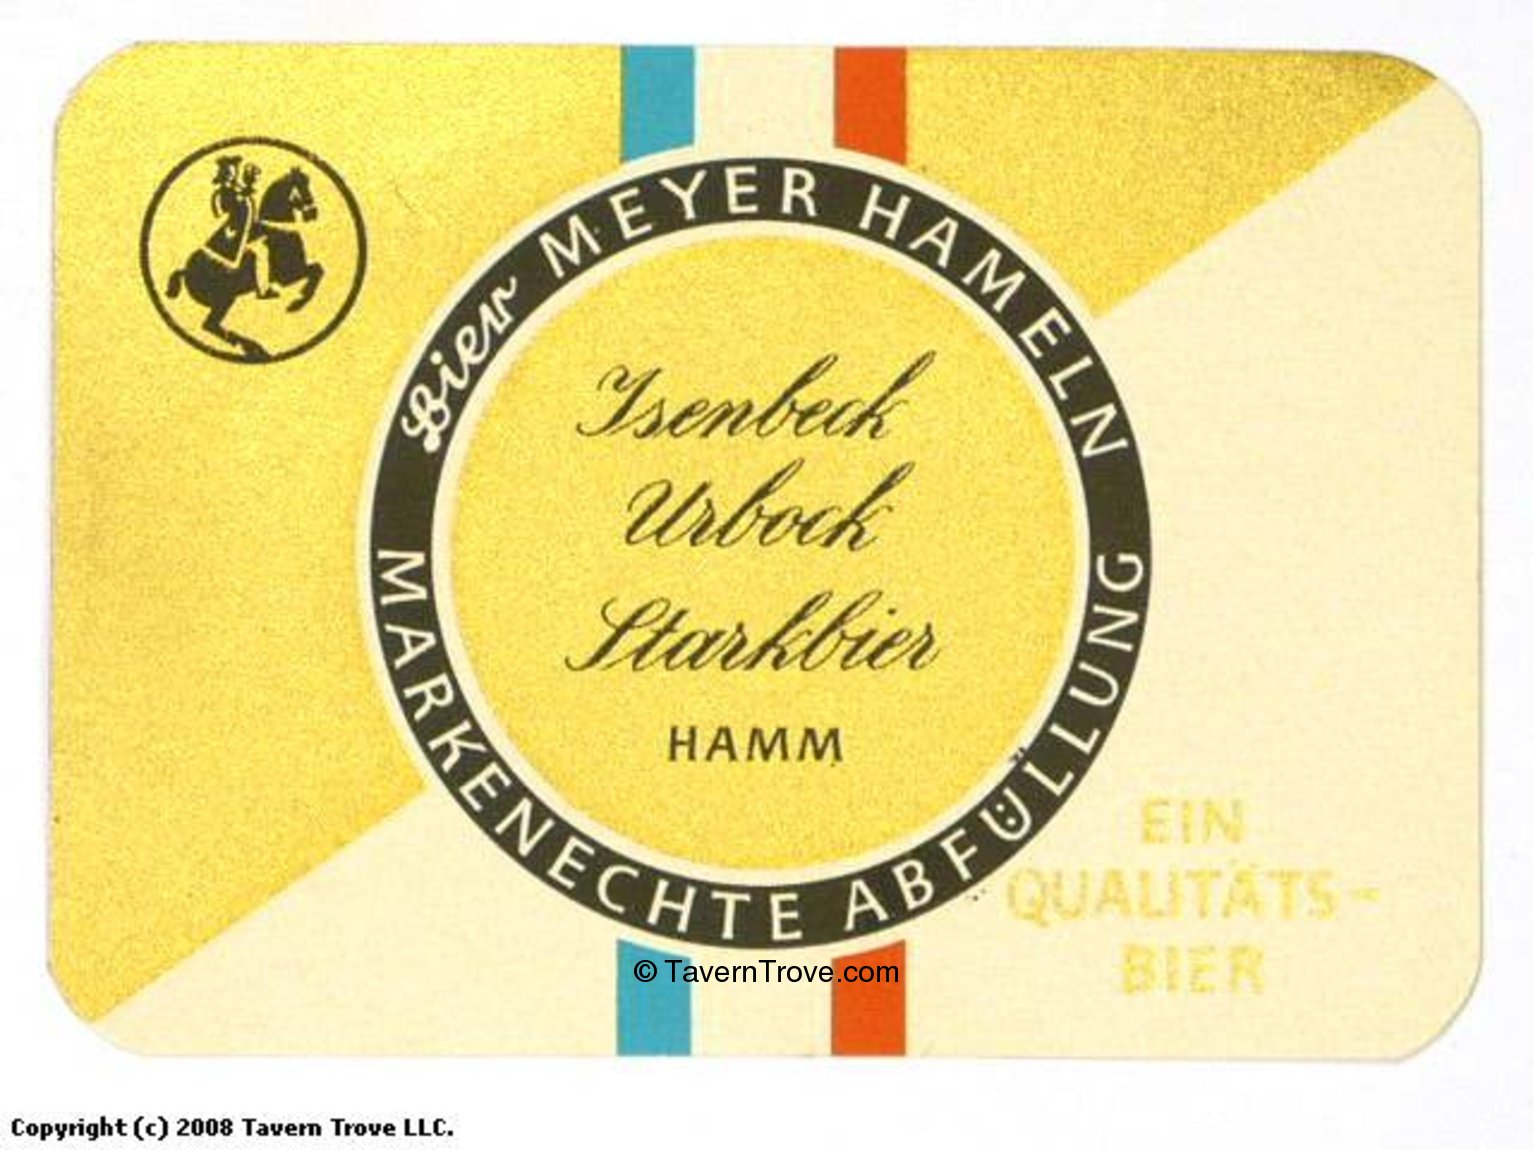 Bier MEYER HAMELN
Isenbeck
Urbock
Starkbier
HAMM
MARKENECHTE ABFÜLLUNG
EIN
QUALITÄTS-
BIER
© TavernTrove.com
Copyright (c) 2008 Tavern Trove LLC.